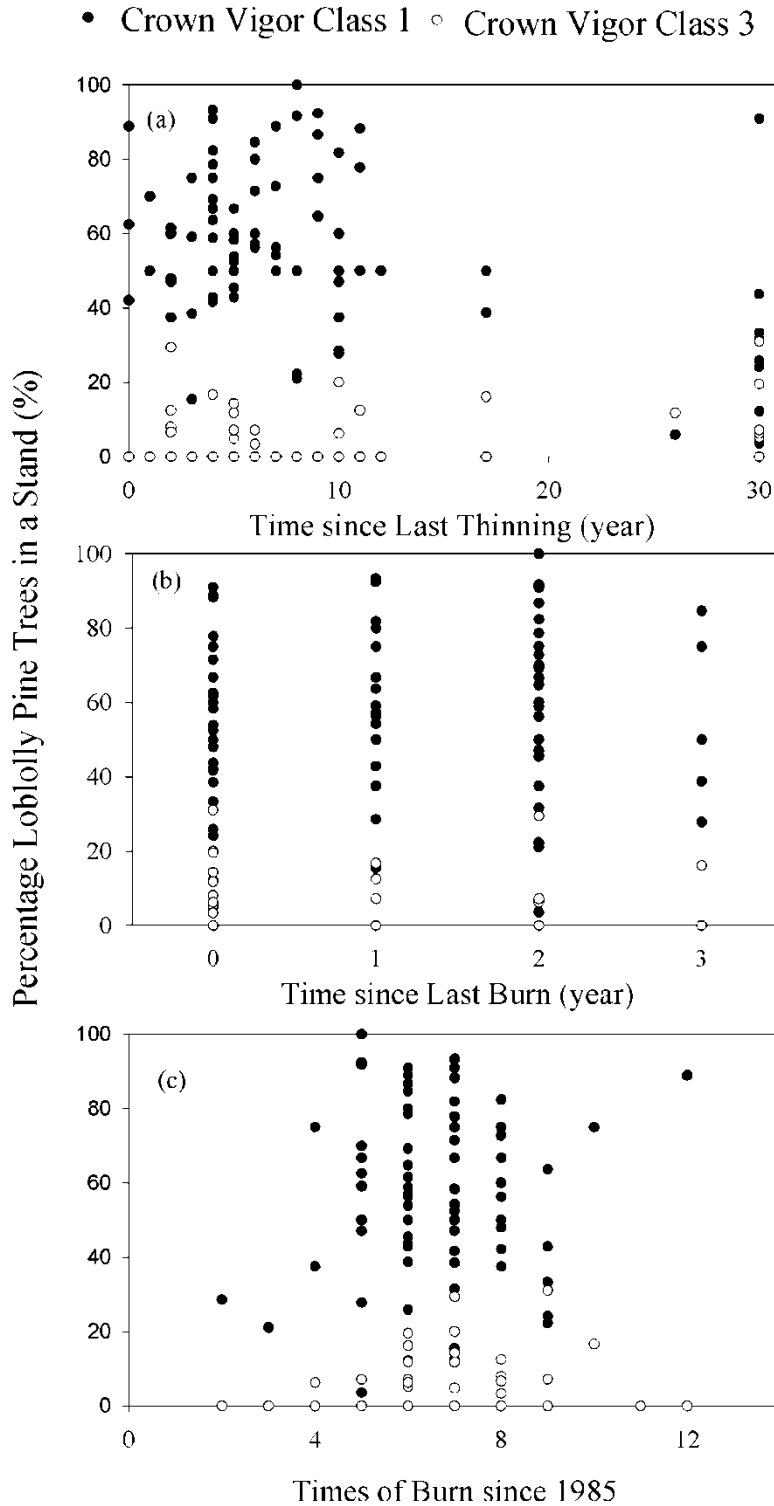 ● Crown Vigor Class 1 ○ Crown Vigor Class 3
Percentage Loblolly Pine Trees in a Stand (%)
(a)
100
80
60
40
20
0
0 10 20 30
Time since Last Thinning (year)
(b)
100
80
60
40
20
0
0 1 2 3
Time since Last Burn (year)
(c)
100
80
60
40
20
0
0 4 8 12
Times of Burn since 1985